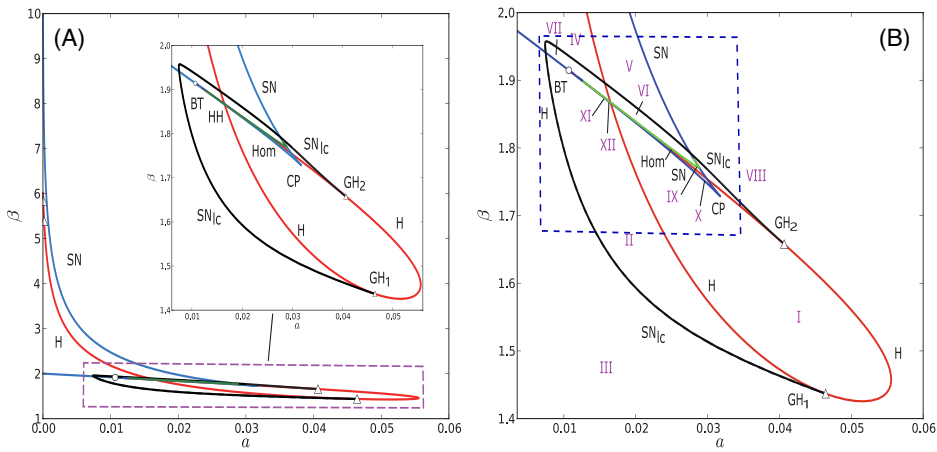 (A)
10
9
8
7
6
5
4
3
2
1
β
SN
H
0.00
0.01
0.02
0.03
0.04
0.05
0.06
a
2.0
1.9
1.8
1.7
1.6
1.5
1.4
β
SN
BT
HH
Hom
CP
GH2
H
SNlc
H
GH1
0.01
0.02
0.03
0.04
0.05
a
(B)
2.0
1.9
1.8
1.7
1.6
1.5
1.4
β
VII
IV
SN
V
BT
VI
H
XI
XII
Hom
SNlc
SN
VIII
IX
CP
X
GH2
II
H
I
SNlc
III
H
GH1
0.01
0.02
0.03
0.04
0.05
0.06
a